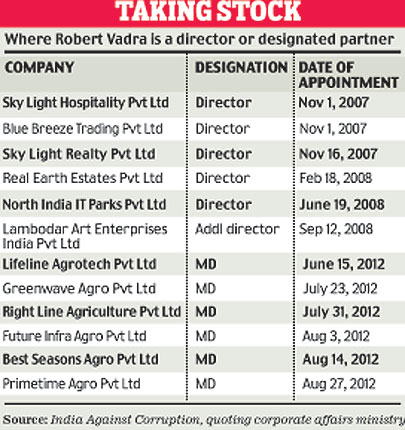 TAKING STOCK
Where Robert Vadra is a director or designated partner
COMPANY DESIGNATION DATE OF APPOINTMENT
Sky Light Hospitality Pvt Ltd Director Nov 1, 2007
Blue Breeze Trading Pvt Ltd Director Nov 1, 2007
Sky Light Realty Pvt Ltd Director Nov 16, 2007
Real Earth Estates Pvt Ltd Director Feb 18, 2008
North India IT Parks Pvt Ltd Director June 19, 2008
Lambodar Art Enterprises Addl director Sep 12, 2008
India Pvt Ltd
Lifeline Agrotech Pvt Ltd MD June 15, 2012
Greenwave Agro Pvt Ltd MD July 23, 2012
Right Line Agriculture Pvt Ltd MD July 31, 2012
Future Infra Agro Pvt Ltd MD Aug 3, 2012
Best Seasons Agro Pvt Ltd MD Aug 14, 2012
Primetime Agro Pvt Ltd MD Aug 27, 2012
Source: India Against Corruption, quoting corporate affairs ministry